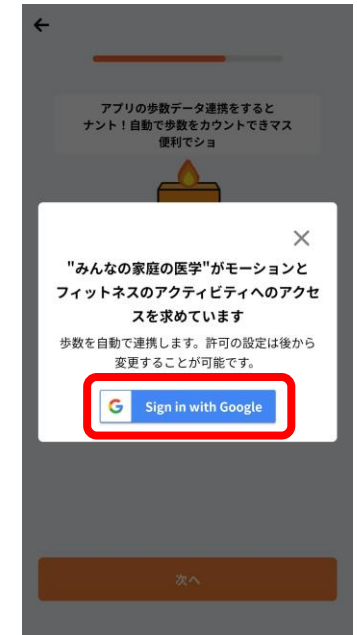 アプリの歩数データ連携をすると
ナント！自動で歩数をカウントできマス
便利でショ
"みんなの家庭の医学"がモーションと
フィットネスのアクティビティへのアクセ
スを求めています
歩数を自動で連携します。許可の設定は後から
変更することが可能です。
Sign in with Google
次へ